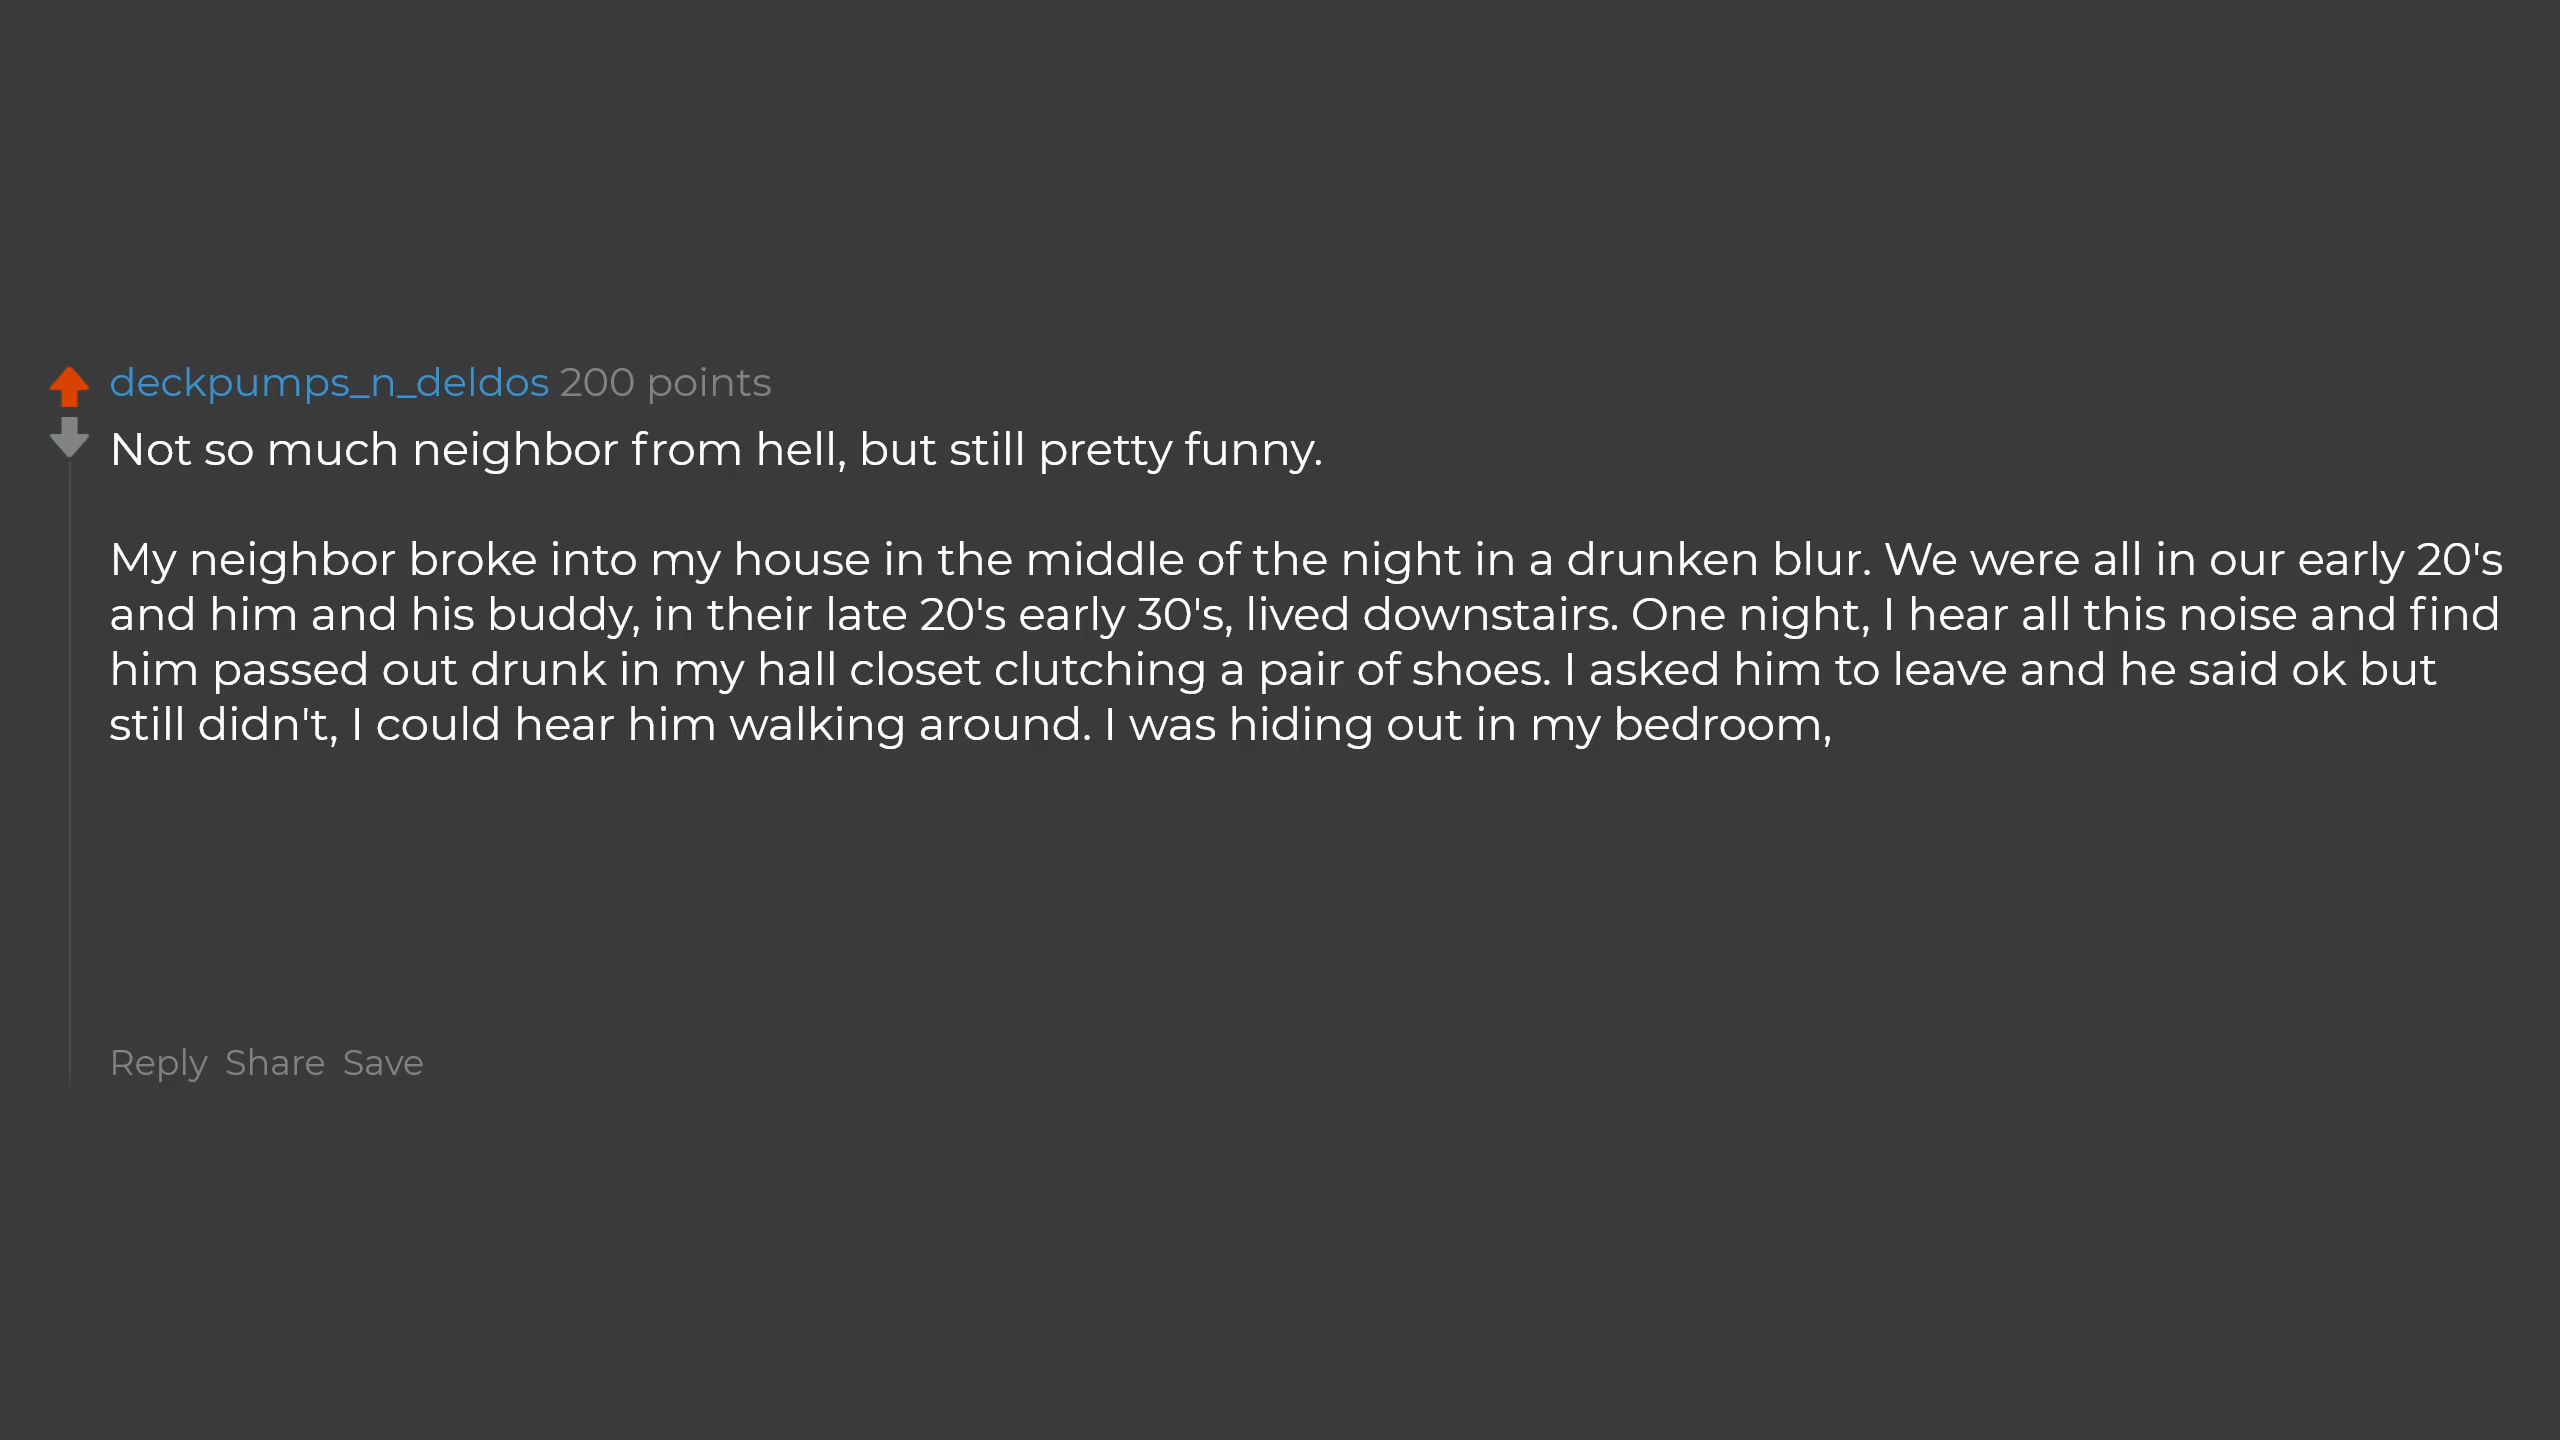 deckpumps_n_deldos 200 points
Not so much neighbor from hell, but still pretty funny.
My neighbor broke into my house in the middle of the night in a drunken blur. We were all in our early 20's
and him and his buddy, in their late 20's early 30's, lived downstairs. One night, I hear all this noise and find
him passed out drunk in my hall closet clutching a pair of shoes. I asked him to leave and he said ok but
still didn't, I could hear him walking around. I was hiding out in my bedroom,
Reply Share Save